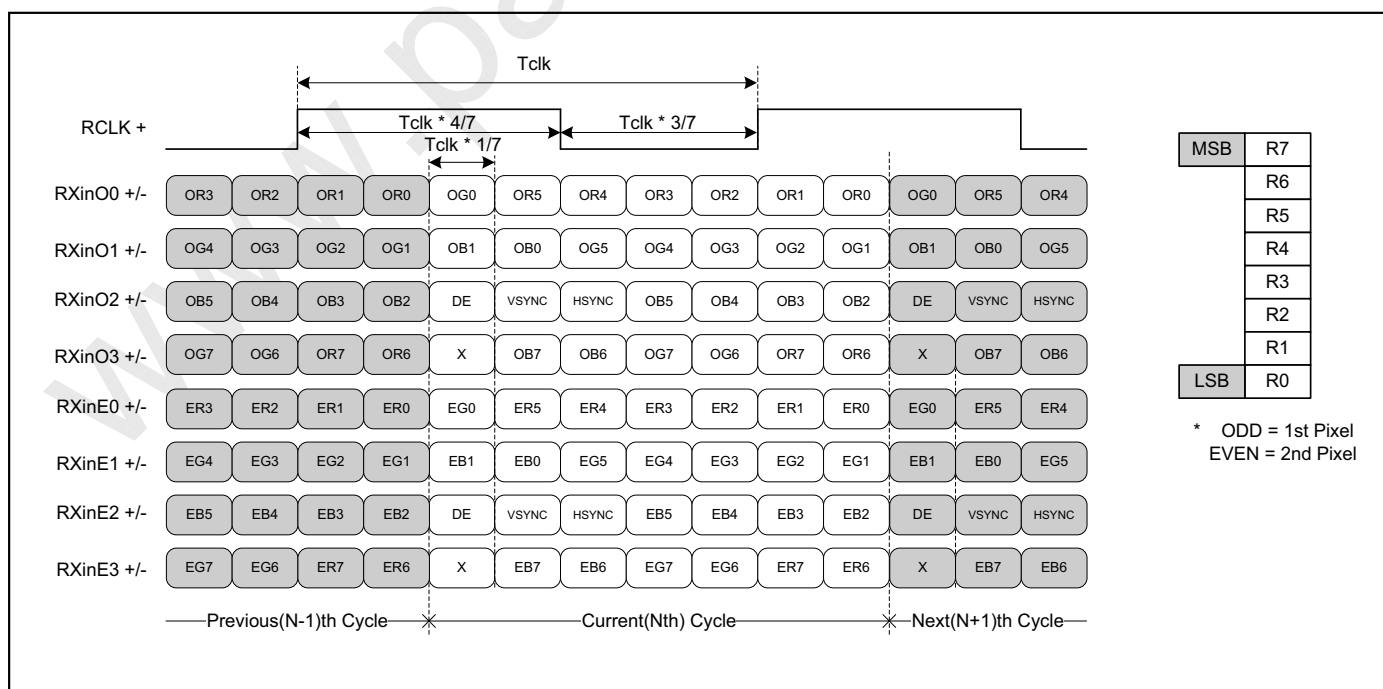 www.pa
Tclk
RCLK +
Tclk * 4/7
Tclk * 3/7
Tclk * 1/7
RXinO0 +/- OR3 OR2 OR1 OR0 OG0 OR5 OR4 OR3 OR2 OR1 OR0 OG0 OR5 OR4
RXinO1 +/- OG4 OG3 OG2 OG1 OB1 OB0 OG5 OG4 OG3 OG2 OG1 OB1 OB0 OG5
RXinO2 +/- OB5 OB4 OB3 OB2 DE VSYNC HSYNC OB5 OB4 OB3 OB2 DE VSYNC HSYNC
RXinO3 +/- OG7 OG6 OR7 OR6 X OB7 OB6 OG7 OG6 OR7 OR6 X OB7 OB6
RXinE0 +/- ER3 ER2 ER1 ER0 EG0 ER5 ER4 ER3 ER2 ER1 ER0 EG0 ER5 ER4
RXinE1 +/- EG4 EG3 EG2 EG1 EB1 EB0 EG5 EG4 EG3 EG2 EG1 EB1 EB0 EG5
RXinE2 +/- EB5 EB4 EB3 EB2 DE VSYNC HSYNC EB5 EB4 EB3 EB2 DE VSYNC HSYNC
RXinE3 +/- EG7 EG6 ER7 ER6 X EB7 EB6 EG7 EG6 ER7 ER6 X EB7 EB6
Previous(N-1)th Cycle Current(Nth) Cycle Next(N+1)th Cycle
MSB R7
R6
R5
R4
R3
R2
R1
LSB R0
* ODD = 1st Pixel
EVEN = 2nd Pixel